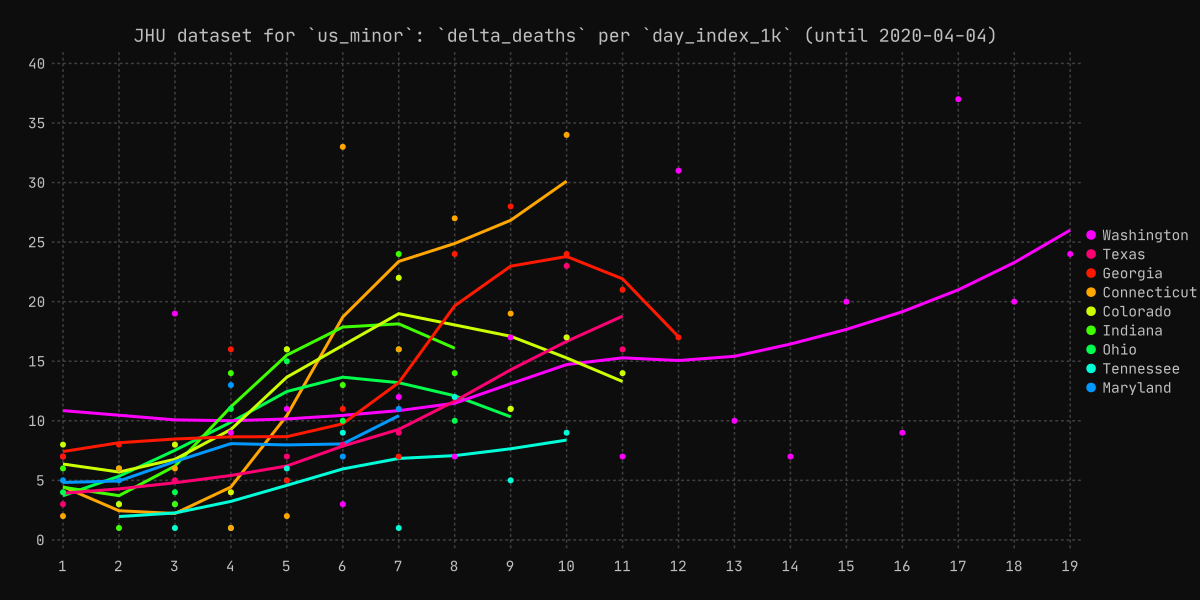 JHU dataset for `us_minor`: `delta_deaths` per `day_index_1k` (until 2020-04-04)
40
35
30
25
20
15
10
5
0
1 2 3 4 5 6 7 8 9 10 11 12 13 14 15 16 17 18 19
Washington
Texas
Georgia
Connecticut
Colorado
Indiana
Ohio
Tennessee
Maryland